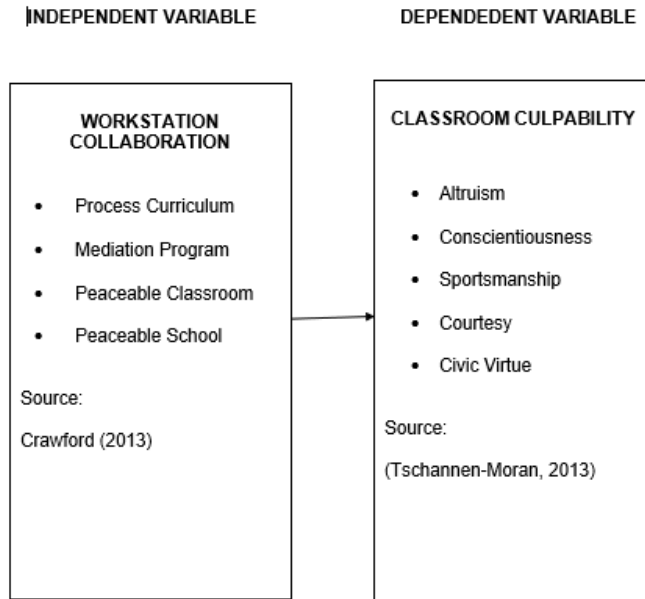 INDEPENDENT VARIABLE
DEPENDEDENT VARIABLE
WORKSTATION
COLLABORATION
• Process Curriculum
• Mediation Program
• Peaceable Classroom
• Peaceable School
Source:
Crawford (2013)
CLASSROOM CULPABILITY
• Altruism
• Conscientiousness
• Sportsmanship
• Courtesy
• Civic Virtue
Source:
(Tschannen-Moran, 2013)